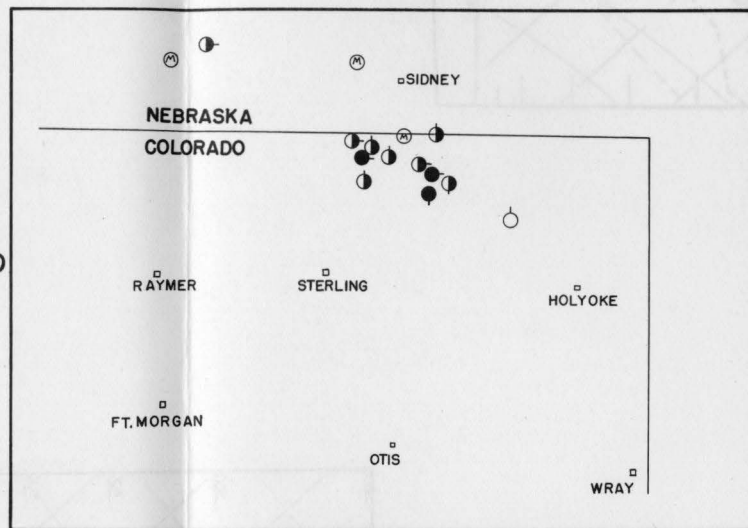 M
M
SIDNEY
NEBRASKA
M
COLORADO
RAYMER
STERLING
HOLYOKE
FT. MORGAN
OTIS
WRAY